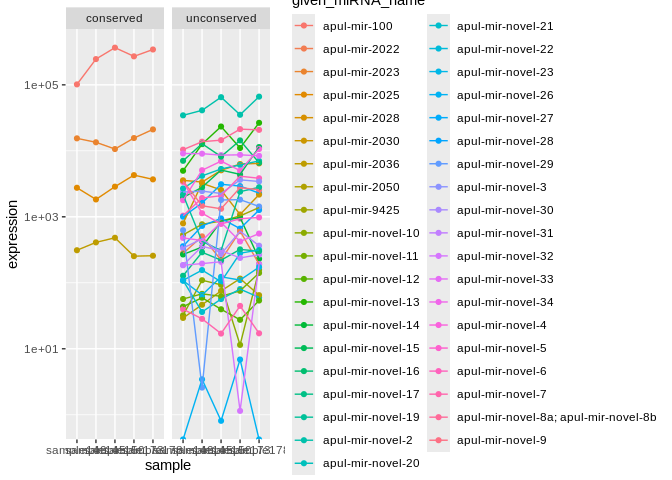 given_miRNA_name
conserved
unconserved
1e+05
1e+03
1e+01
expression
sample
apul-mir-100
apul-mir-2022
apul-mir-2023
apul-mir-2025
apul-mir-2028
apul-mir-2030
apul-mir-2036
apul-mir-2050
apul-mir-9425
apul-mir-novel-10
apul-mir-novel-11
apul-mir-novel-12
apul-mir-novel-13
apul-mir-novel-14
apul-mir-novel-15
apul-mir-novel-16
apul-mir-novel-17
apul-mir-novel-19
apul-mir-novel-2
apul-mir-novel-20
apul-mir-novel-21
apul-mir-novel-22
apul-mir-novel-23
apul-mir-novel-26
apul-mir-novel-27
apul-mir-novel-28
apul-mir-novel-29
apul-mir-novel-3
apul-mir-novel-30
apul-mir-novel-31
apul-mir-novel-32
apul-mir-novel-33
apul-mir-novel-34
apul-mir-novel-4
apul-mir-novel-5
apul-mir-novel-6
apul-mir-novel-7
apul-mir-novel-8a; apul-mir-novel-8b
apul-mir-novel-9